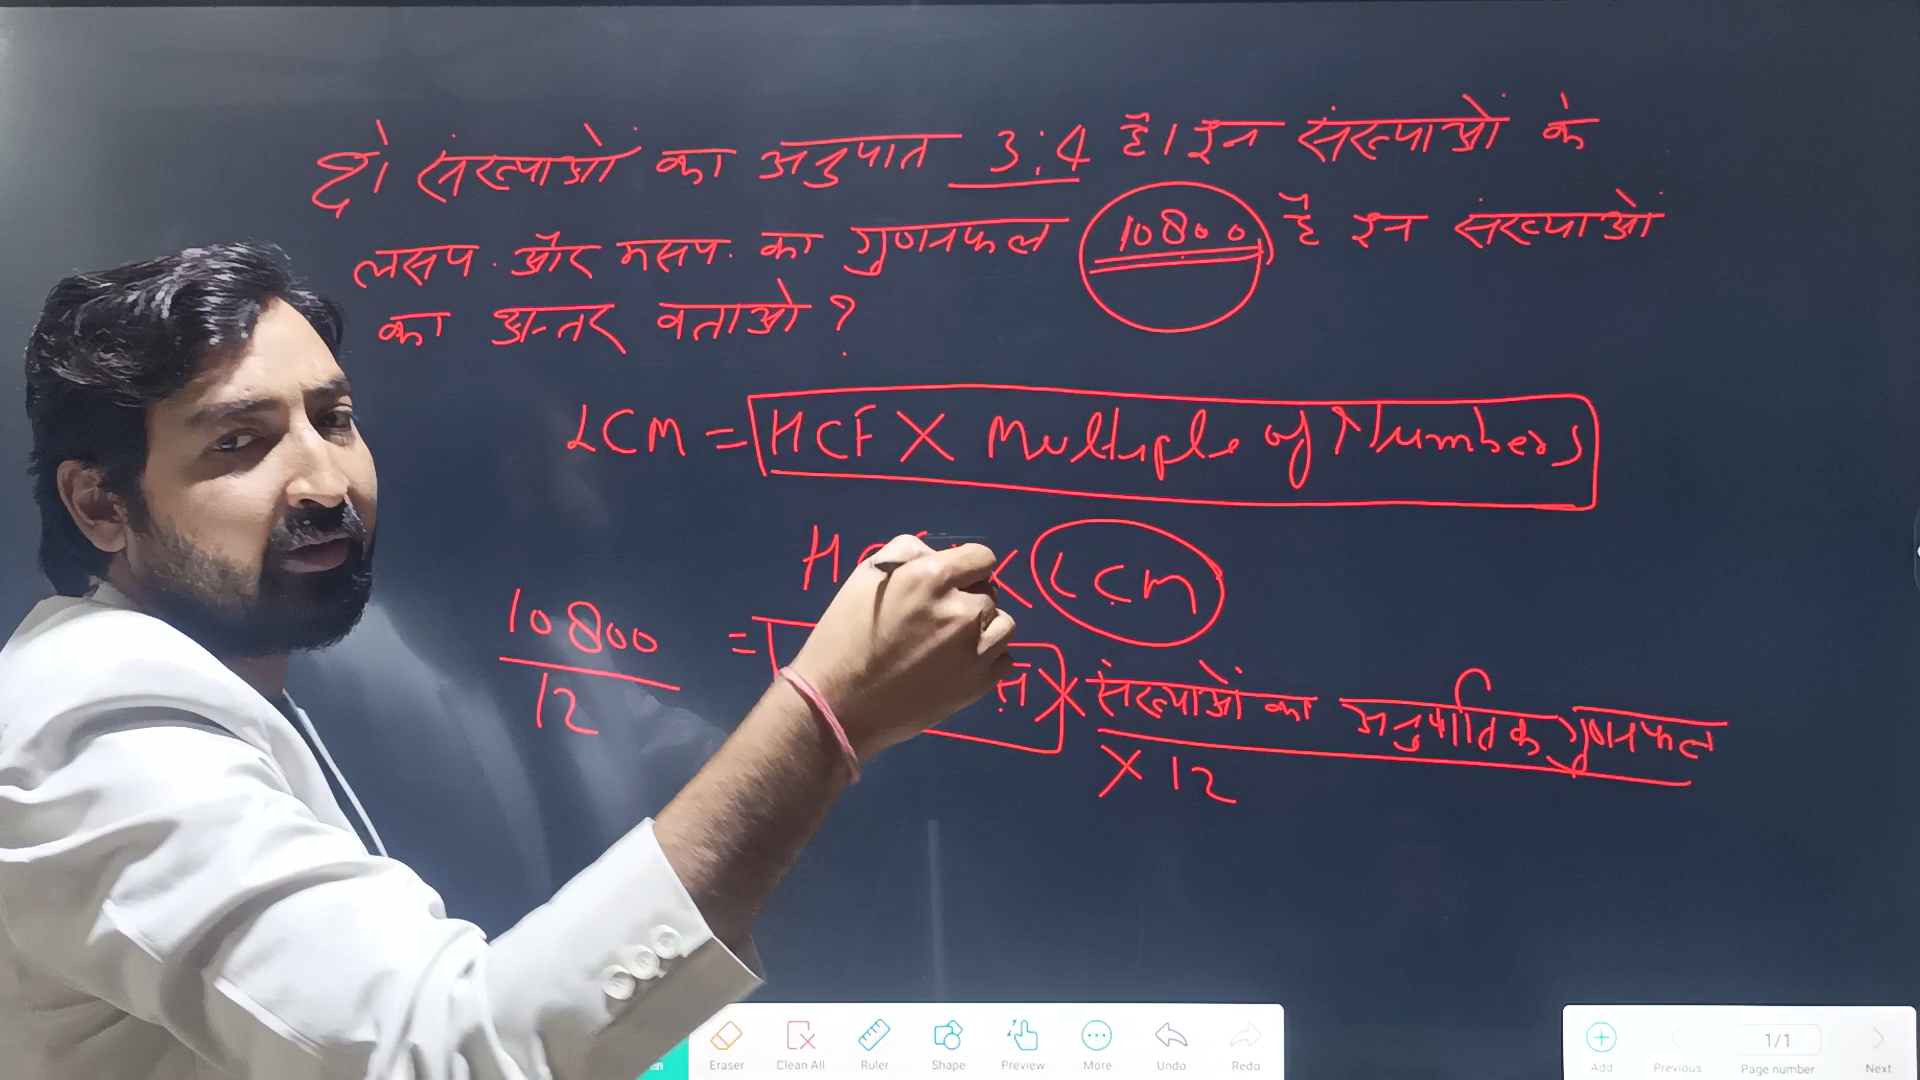 दो संख्याओं का अनुपात 3:4 है। इन संख्याओं के
लसप. और मसप. का गुणनफल 10800 है इन संख्याओं
का अन्तर बताओ ?
LCM = HCF X Multiple of Numbers
X LCM
10800 = X संख्याओं का अनुपातिक गुणनफल
12 X 12
Eraser Clean All Ruler Shape Preview More Undo Redo Add Previous 1/1 Page number Next